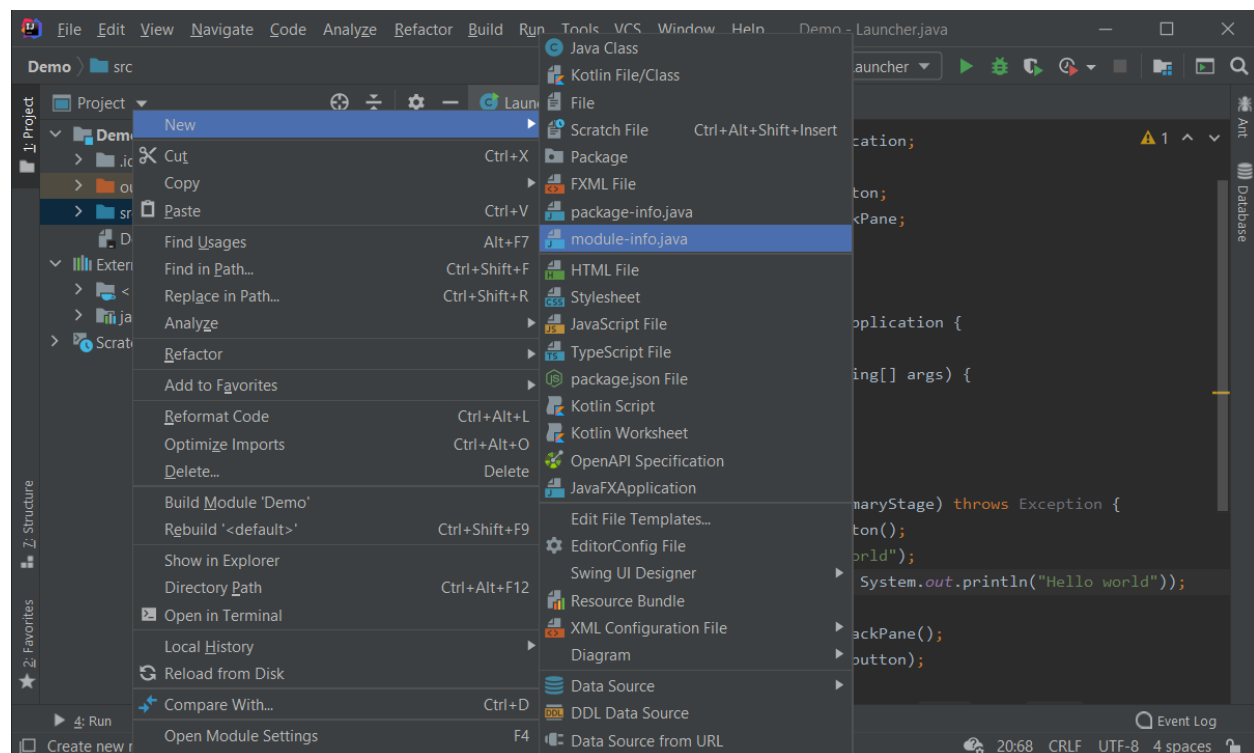 File Edit View Navigate Code Analyze Refactor Build Run Tools VCS Window Help Demo - Launcher.java
Demo src
1: Project
Project
New
Cut Ctrl+X
Copy
Paste Ctrl+V
Find Usages Alt+F7
Find in Path... Ctrl+Shift+F
Replace in Path... Ctrl+Shift+R
Analyze
Refactor
Add to Favorites
Reformat Code Ctrl+Alt+L
Optimize Imports Ctrl+Alt+O
Delete... Delete
Build Module 'Demo'
Rebuild '<default>' Ctrl+Shift+F9
Show in Explorer
Directory Path Ctrl+Alt+F12
Open in Terminal
Local History
Reload from Disk
Compare With... Ctrl+D
Open Module Settings F4
Java Class
Kotlin File/Class
File
Scratch File Ctrl+Alt+Shift+Insert
Package
FXML File
package-info.java
module-info.java
HTML File
Stylesheet
JavaScript File
TypeScript File
package.json File
Kotlin Script
Kotlin Worksheet
OpenAPI Specification
JavaFXApplication
Edit File Templates...
EditorConfig File
Swing UI Designer
Resource Bundle
XML Configuration File
Diagram
Data Source
DDL Data Source
Data Source from URL
auncher
cation;
1
ton;
kPane;
pplication {
ing[] args) {
maryStage) throws Exception {
ton();
orld");
System.out.println("Hello world"));
ackPane();
button);
Ant
Database
7: Structure
2: Favorites
4: Run
Event Log
Create new
20:68 CRLF UTF-8 4 spaces